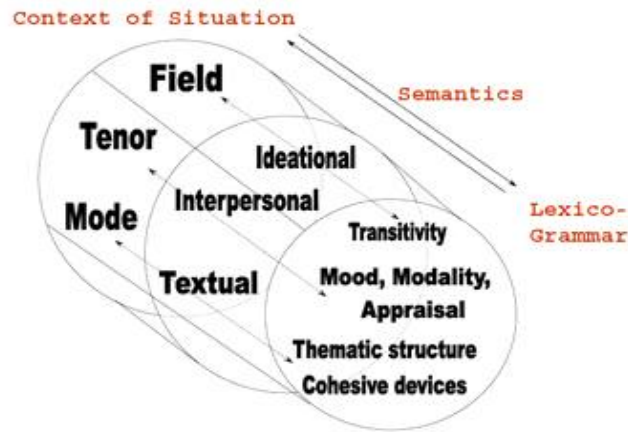 Context of Situation
Field
Semantics
Tenor
Ideational
Interpersonal
Mode
Lexico-
Grammar
Transitivity
Textual
Mood, Modality,
Appraisal
Thematic structure
Cohesive devices